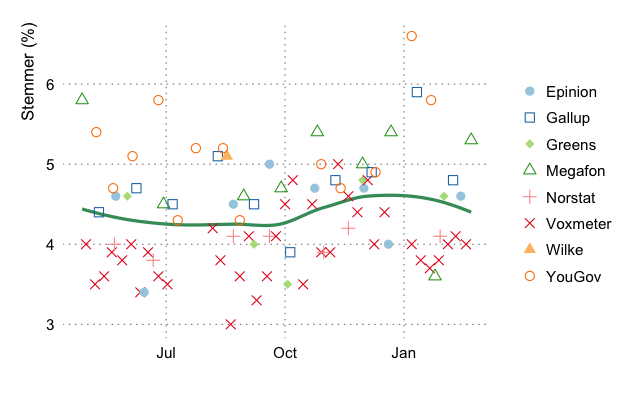 Stemmer (%)
6
5
4
3
Jul
Oct
Jan
Epinion
Gallup
Greens
Megafon
Norstat
Voxmeter
Wilke
YouGov